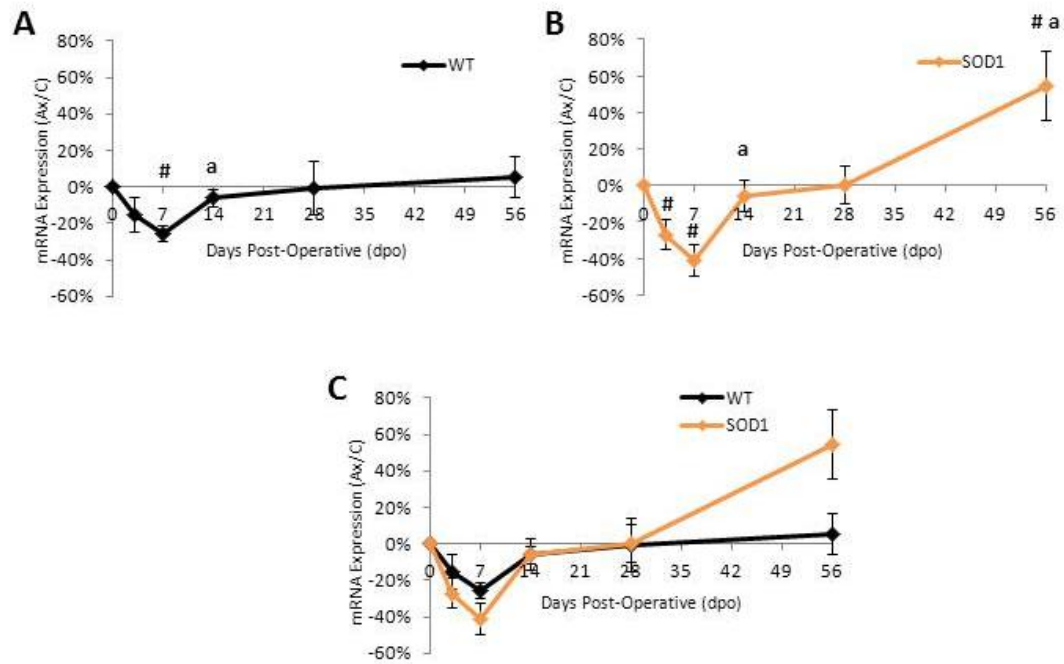 A
80%
60%
40%
20%
0%
-20%
-40%
-60%
mRNA Expression (Ax/C)
WT
# a
0 7 14 21 28 35 42 49 56
Days Post-Operative (dpo)
B
# a
80%
60%
40%
20%
0%
-20%
-40%
-60%
mRNA Expression (Ax/C)
SOD1
a
# #
0 7 14 21 28 35 42 49 56
Days Post-Operative (dpo)
C
80%
60%
40%
20%
0%
-20%
-40%
-60%
mRNA Expression (Ax/C)
WT
SOD1
0 7 14 21 28 35 42 49 56
Days Post-Operative (dpo)